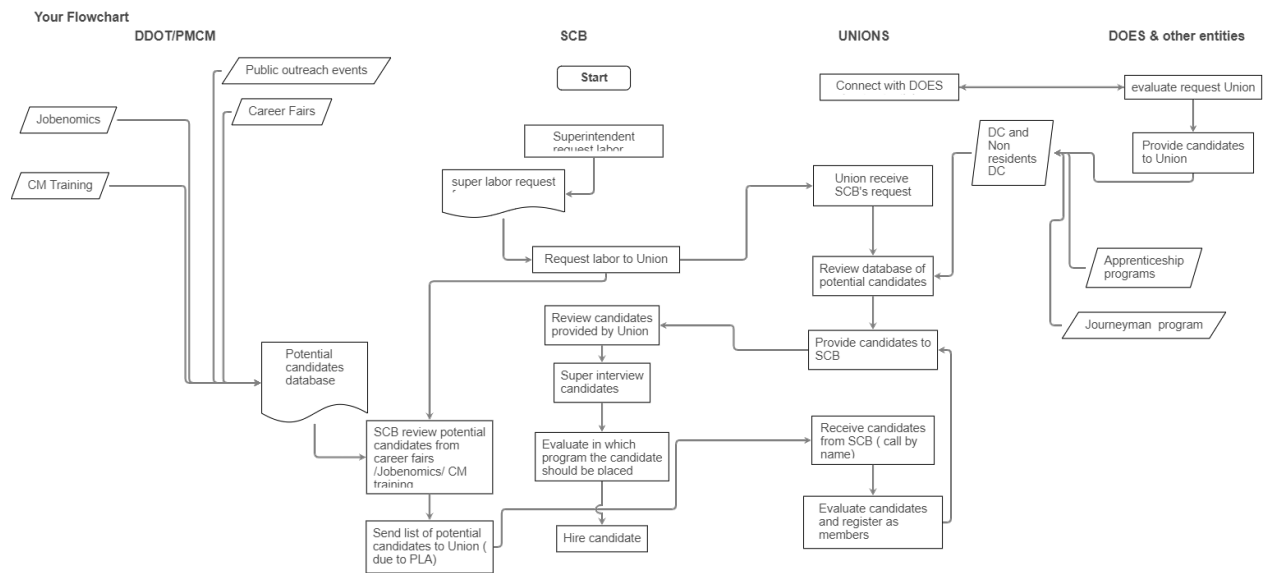 Your Flowchart
DDOT/PMCM
SCB
UNIONS
DOES & other entities
Public outreach events
Career Fairs
Jobenomics
CM Training
Potential
candidates
database
Start
Superintendent
request labor
super labor request
Request labor to Union
Review candidates
provided by Union
Super interview
candidates
Evaluate in which
program the candidate
should be placed
Hire candidate
SCB review potential
candidates from
career fairs
/Jobenomics/ CM
training
Send list of potential
candidates to Union (
due to PLA)
Connect with DOES
Union receive
SCB's request
Review database of
potential candidates
Provide candidates to
SCB
Receive candidates
from SCB ( call by
name)
Evaluate candidates
and register as
members
evaluate request Union
Provide candidates
to Union
DC and
Non
residents
DC
Apprenticeship
programs
Journeyman program